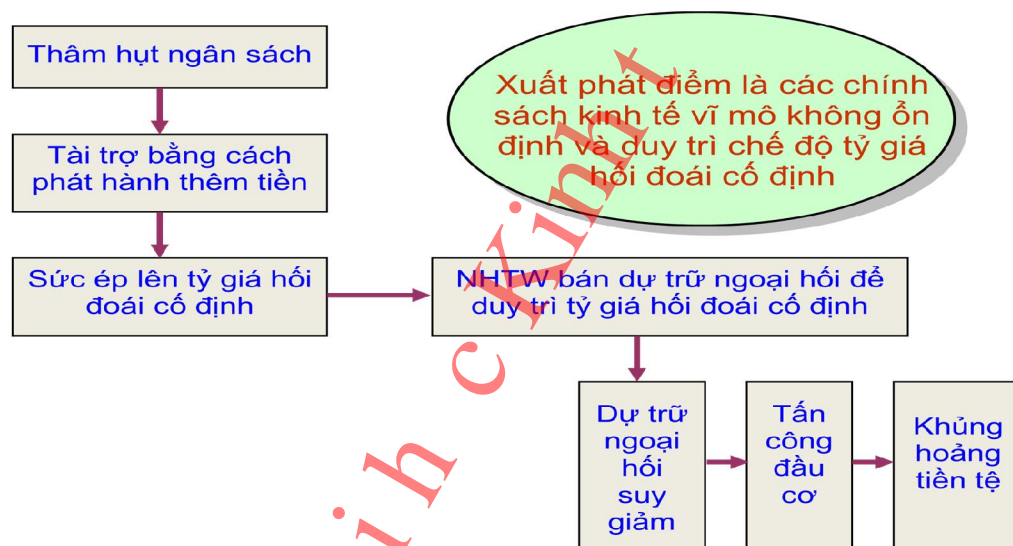 Thâm hụt ngân sách
Xuất phát điểm là các chính
sách kinh tế vĩ mô không ổn
định và duy trì chế độ tỷ giá
hối đoái cố định
Tài trợ bằng cách
phát hành thêm tiền
Sức ép lên tỷ giá hối
đoái cố định
NHTW bán dự trữ ngoại hối để
duy trì tỷ giá hối đoái cố định
Dự trữ
ngoại
hối
suy
giảm
Tấn
công
đầu
cơ
Khủng
hoảng
tiền tệ
c Kinh t